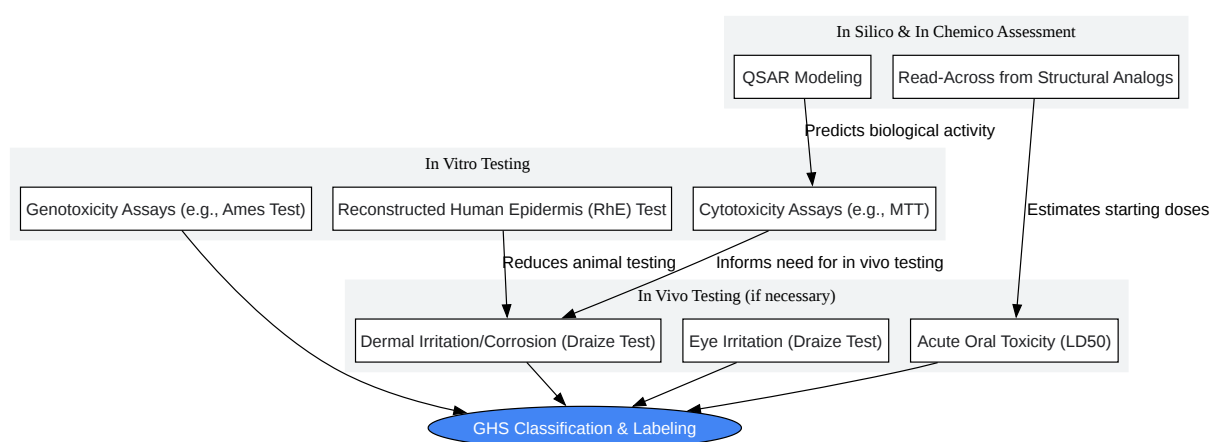 In Silico & In Chemico Assessment
QSAR Modeling
Read-Across from Structural Analogs
Predicts biological activity
In Vitro Testing
Genotoxicity Assays (e.g., Ames Test)
Reconstructed Human Epidermis (RhE) Test
Cytotoxicity Assays (e.g., MTT)
Estimates starting doses
Reduces animal testing
Informs need for in vivo testing
In Vivo Testing (if necessary)
Dermal Irritation/Corrosion (Draize Test)
Eye Irritation (Draize Test)
Acute Oral Toxicity (LD50)
GHS Classification & Labeling